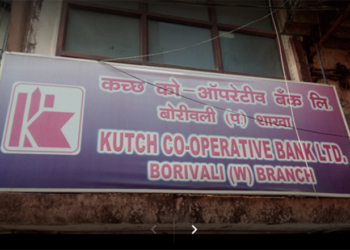 कच्छ को-ऑपरेटीव बँक लि.
बोरीवली (प) शाखा
KUTCH CO-OPERATIVE BANK LTD.
BORIVALI (W) BRANCH